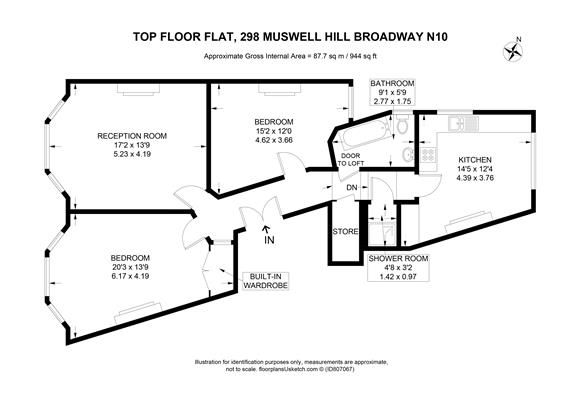 TOP FLOOR FLAT, 298 MUSWELL HILL BROADWAY N10
Approximate Gross Internal Area = 87.7 sq m / 944 sq ft
N
BATHROOM
9'1 x 5'9
2.77 x 1.75
RECEPTION ROOM
17'2 x 13'9
5.23 x 4.19
BEDROOM
15'2 x 12'0
4.62 x 3.66
DOOR
TO LOFT
KITCHEN
14'5 x 12'4
4.39 x 3.76
DN
STORE
IN
BEDROOM
20'3 x 13'9
6.17 x 4.19
BUILT-IN
WARDROBE
SHOWER ROOM
4'8 x 3'2
1.42 x 0.97
Illustration for identification purposes only, measurements are approximate,
not to scale. floorplansUsketch.com © (ID807067)